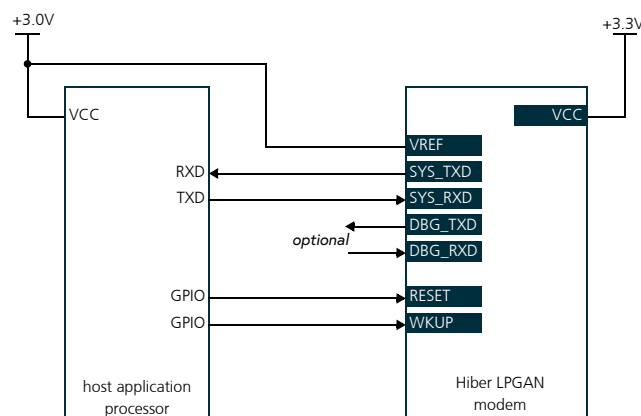 +3.0V
+3.3V
VCC
VCC
VREF
RXD
SYS_TXD
TXD
SYS_RXD
DBG_TXD
optional
DBG_RXD
GPIO
RESET
GPIO
WKUP
host application
processor
Hiber LPGAN
modem